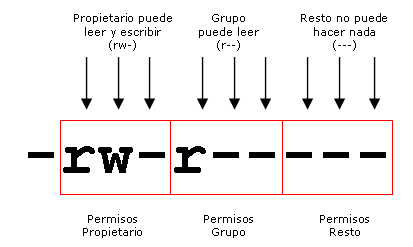 Propietario puede
leer y escribir
(rw-)
Grupo
puede leer
(r--)
Resto no puede
hacer nada
(---)
-rw-r-----
Permisos
Propietario
Permisos
Grupo
Permisos
Resto